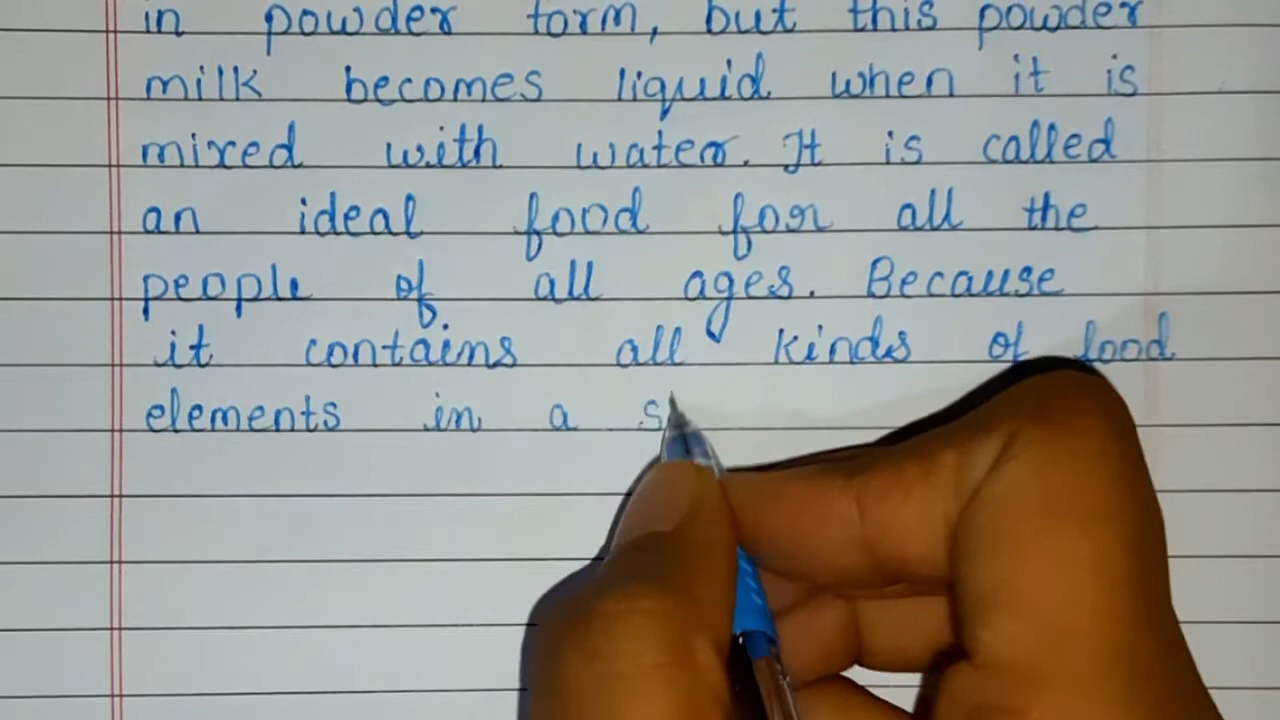 in powder form, but this powder
milk becomes liquid when it is
mixed with water. It is called
an ideal food for all the
people of all ages. Because
it contains all kinds of food
elements in a s